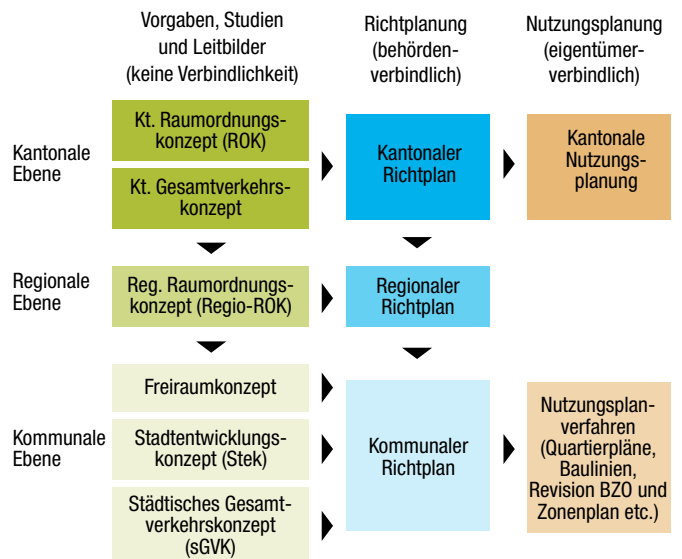 Vorgaben, Studien
und Leitbilder
(keine Verbindlichkeit)
Richtplanung
(behörden-
verbindlich)
Nutzungsplanung
(eigentümer-
verbindlich)
Kantonale
Ebene
Kt. Raumordnungs-
konzept (ROK)
Kt. Gesamtverkehrs-
konzept
Kantonaler
Richtplan
Kantonale
Nutzungs-
planung
Regionale
Ebene
Reg. Raumordnungs-
konzept (Regio-ROK)
Regionaler
Richtplan
Kommunale
Ebene
Freiraumkonzept
Stadtentwicklungs-
konzept (Stek)
Städtisches Gesamt-
verkehrskonzept
(sGVK)
Kommunaler
Richtplan
Nutzungsplan-
verfahren
(Quartierpläne,
Baulinien,
Revision BZO und
Zonenplan etc.)